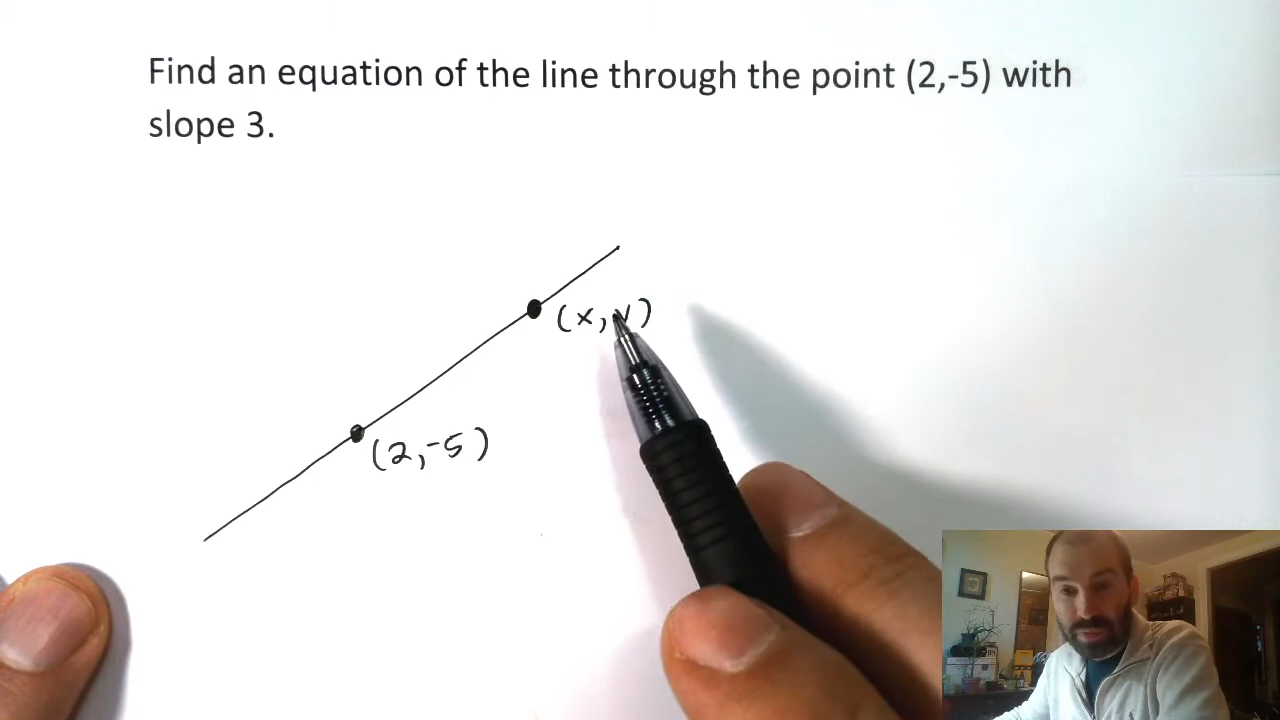 Find an equation of the line through the point (2,-5) with
slope 3.
(x,y)
(2,-5)